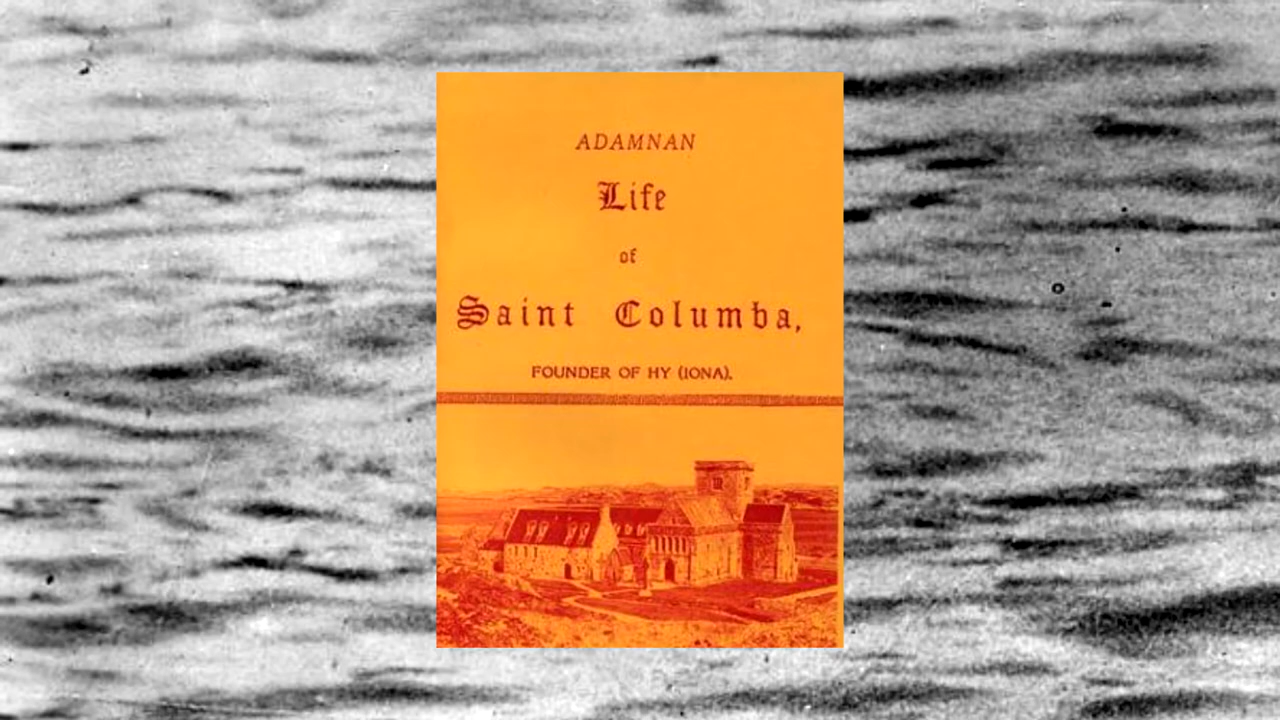 ADAMNAN
Life
of
Saint Columba,
FOUNDER OF HY (IONA).